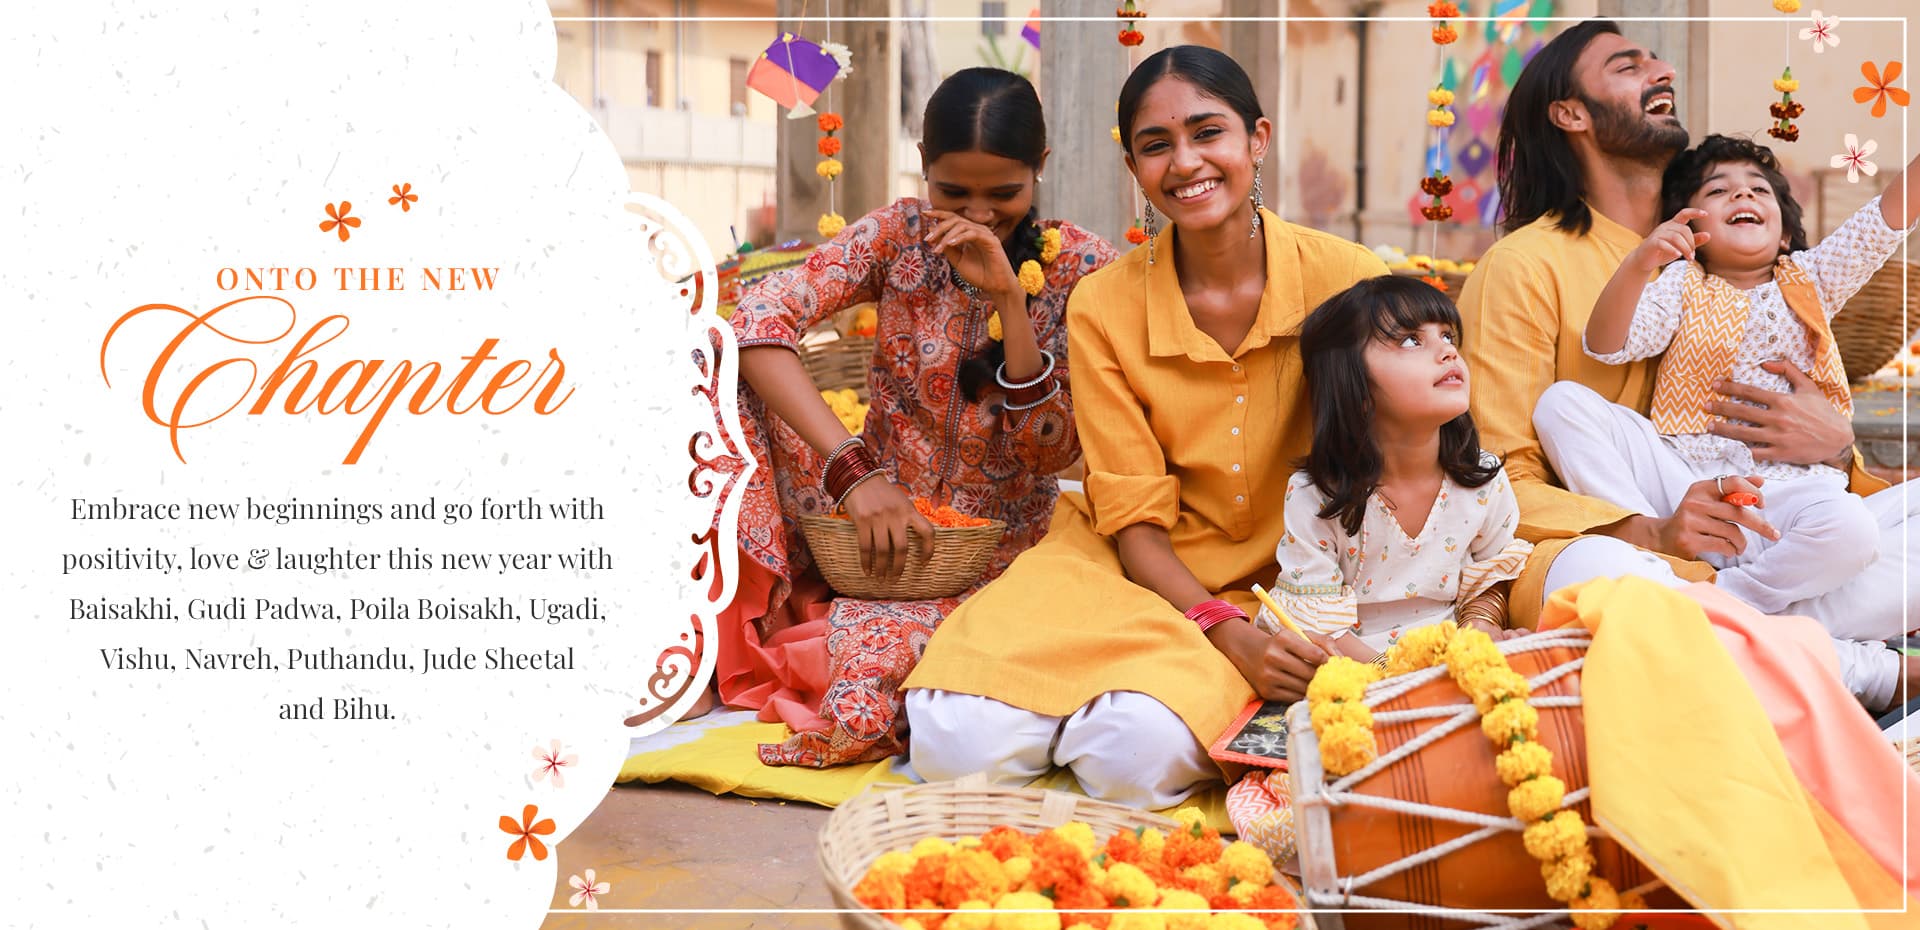 ONTO THE NEW
Chapter
Embrace new beginnings and go forth with
positivity, love & laughter this new year with
Baisakhi, Gudi Padwa, Poila Boisakh, Ugadi,
Vishu, Navreh, Puthandu, Jude Sheetal
and Bihu.